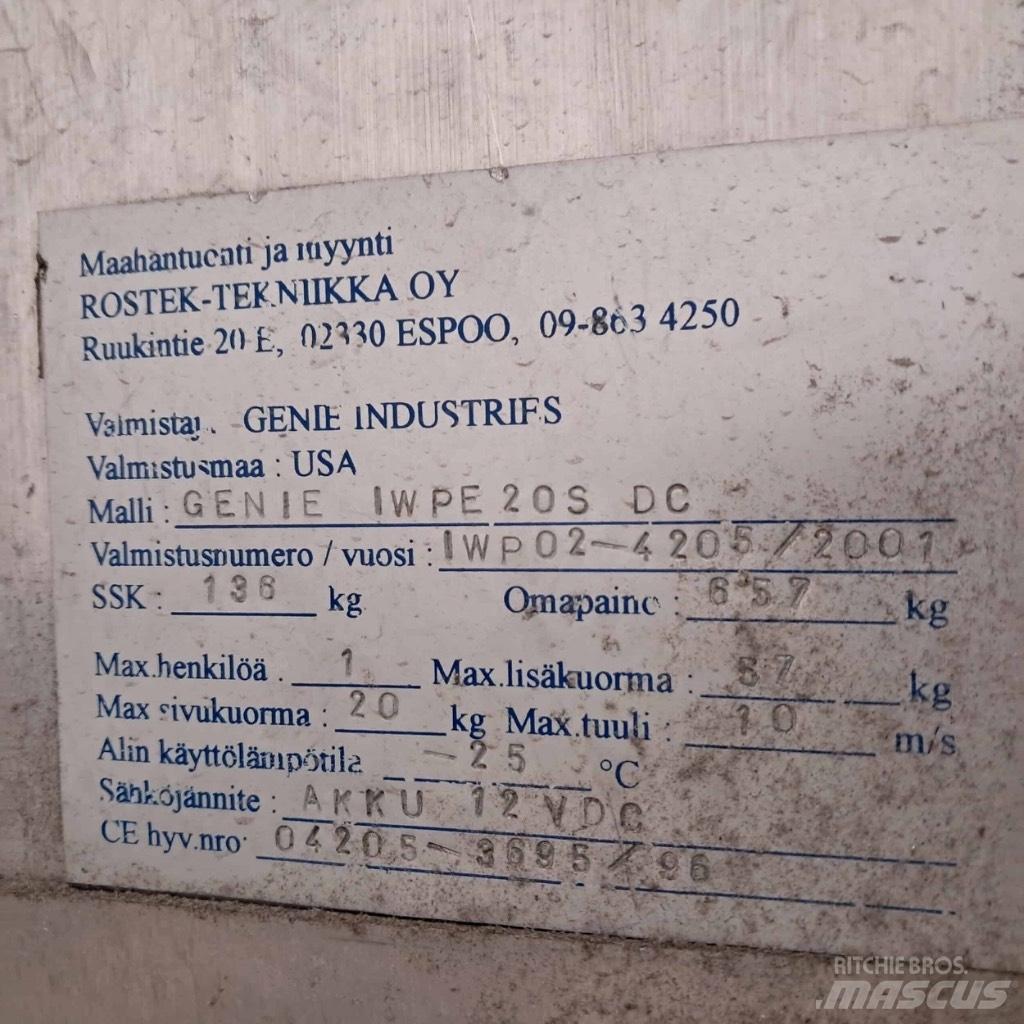 Maahantuonti ja myynti
ROSTEK-TEKNIIKKA OY
Ruukintie 20 E, 02330 ESPOO, 09-863 4250
Valmistaja: GENIE INDUSTRIES
Valmistusmaa : USA
Malli : GENIE IWPE 20S DC
Valmistusnumero / vuosi : IWP02-4205/2001
SSK : 136 kg Omapaino : 657 kg
Max.henkilöä : 1 Max.lisäkuorma : 57 kg
Max sivukuorma : 20 kg Max.tuuli : 10 m/s
Alin käyttölämpötila -25 °C
Sähköjännite : AKKU 12 VDC
CE hyv.nro: 04205-3695/96
RITCHIE BROS.
MASCUS